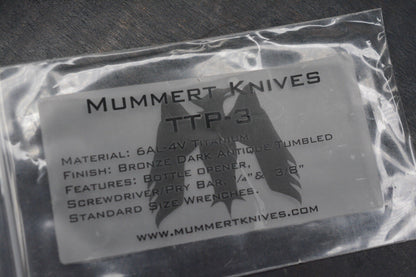 Mummert Knives
TTP-3
Material: 6Al-4V Titanium
Finish: Bronze Dark Antique Tumbled
Features: Bottle opener,
Screwdriver/Pry Bar, ¼" & 3/8"
Standard Size Wrenches.
www.mummertknives.com